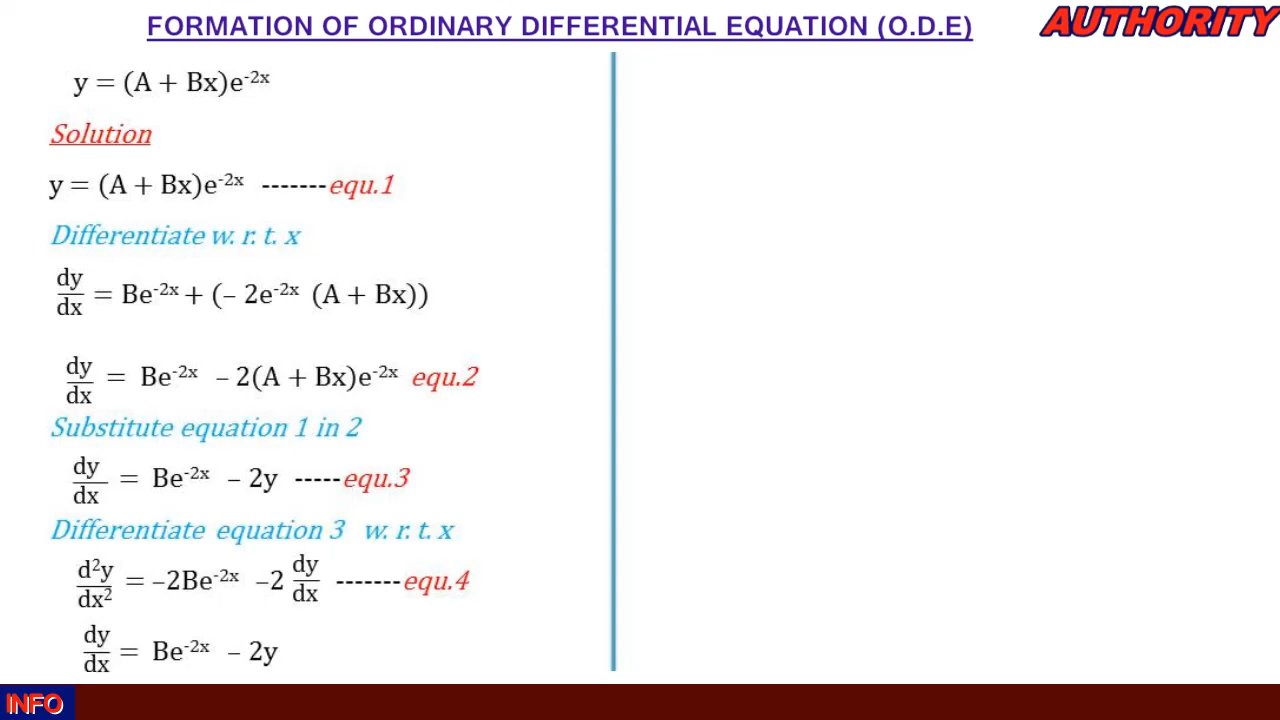 FORMATION OF ORDINARY DIFFERENTIAL EQUATION (O.D.E)
AUTHORITY
y = (A + Bx)e⁻²ˣ
Solution
y = (A + Bx)e⁻²ˣ -------equ.1
Differentiate w. r. t. x
dy/dx = Be⁻²ˣ + (– 2e⁻²ˣ (A + Bx))
dy/dx = Be⁻²ˣ – 2(A + Bx)e⁻²ˣ equ.2
Substitute equation 1 in 2
dy/dx = Be⁻²ˣ – 2y -----equ.3
Differentiate equation 3 w. r. t. x
d²y/dx² = –2Be⁻²ˣ –2 dy/dx -------equ.4
dy/dx = Be⁻²ˣ – 2y
INFO